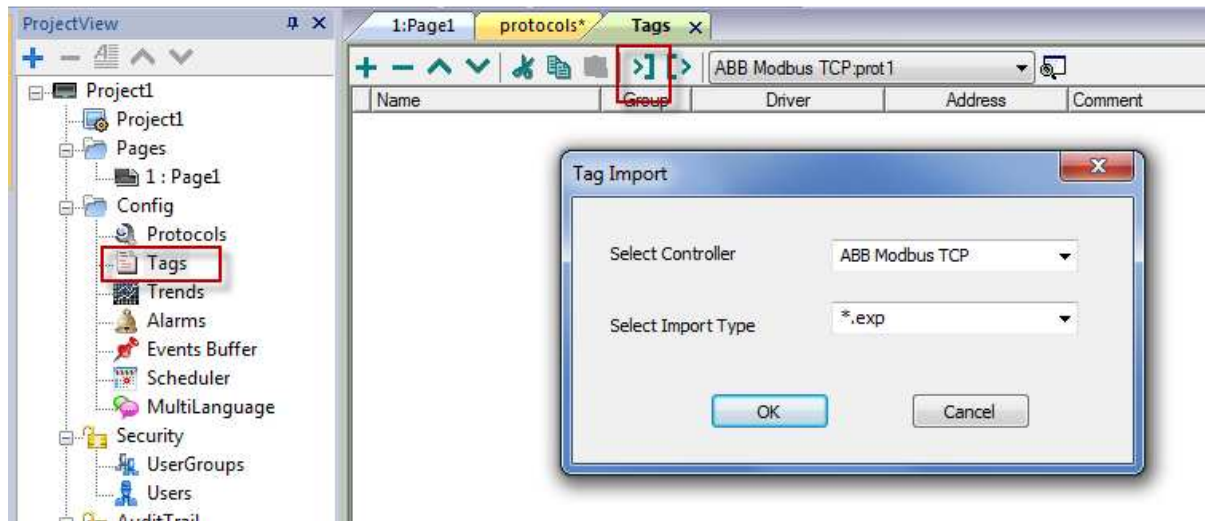 ProjectView
Project1
Project1
Pages
1 : Page1
Config
Protocols
Tags
Trends
Alarms
Events Buffer
Scheduler
MultiLanguage
Security
UserGroups
Users
AuditTrail
1:Page1 protocols* Tags
ABB Modbus TCP:prot1
Name Group Driver Address Comment
Tag Import
Select Controller ABB Modbus TCP
Select Import Type *.exp
OK Cancel